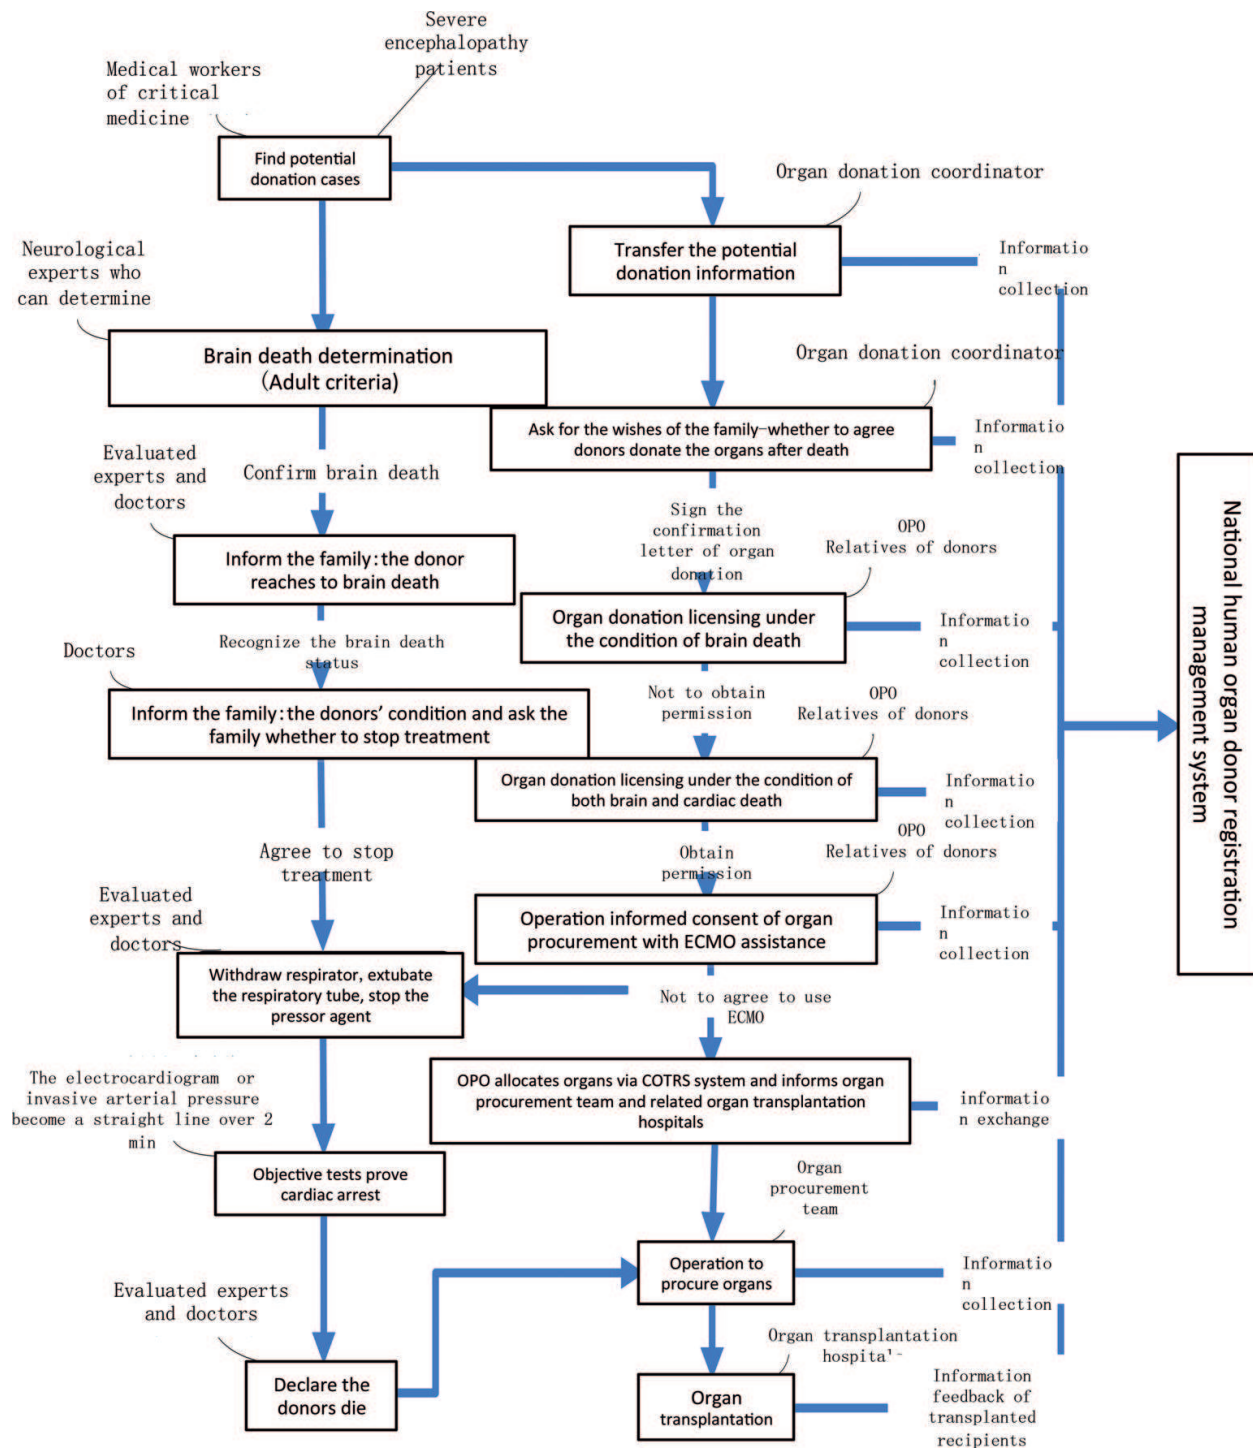 Severe
encephalopathy
patients
Medical workers
of critical
medicine
Find potential
donation cases
Organ donation coordinator
Transfer the potential
donation information
Informatio
n
collection
Neurological
experts who
can determine
Brain death determination
(Adult criteria)
Organ donation coordinator
Ask for the wishes of the family-whether to agree
donors donate the organs after death
Informatio
n
collection
Evaluated
experts and
doctors
Confirm brain death
Sign the
confirmation
letter of organ
donation
OPO
Relatives of donors
Inform the family: the donor
reaches to brain death
Organ donation licensing under
the condition of brain death
Informatio
n
collection
Recognize the brain death
status
Doctors
Not to obtain
permission
OPO
Relatives of donors
Inform the family: the donors' condition and ask the
family whether to stop treatment
Organ donation licensing under the condition of
both brain and cardiac death
Informatio
n
collection
Agree to stop
treatment
Obtain
permission
OPO
Relatives of donors
Evaluated
experts and
doctors
Operation informed consent of organ
procurement with ECMO assistance
Informatio
n
collection
Withdraw respirator, extubate
the respiratory tube, stop the
pressor agent
Not to agree to use
ECMO
The electrocardiogram or
invasive arterial pressure
become a straight line over 2
min
OPO allocates organs via COTRS system and informs organ
procurement team and related organ transplantation
hospitals
informatio
n exchange
Objective tests prove
cardiac arrest
Organ
procurement
team
Operation to
procure organs
Informatio
n
collection
Evaluated experts
and doctors
Declare the
donors die
Organ transplantation
hospital
Organ
transplantation
Information
feedback of
transplanted
recipients
National human organ donor registration
management system